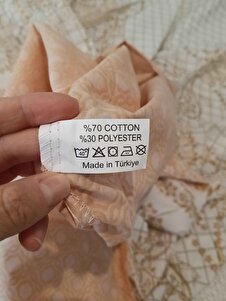 %70 COTTON
%30 POLYESTER
Made in Türkiye